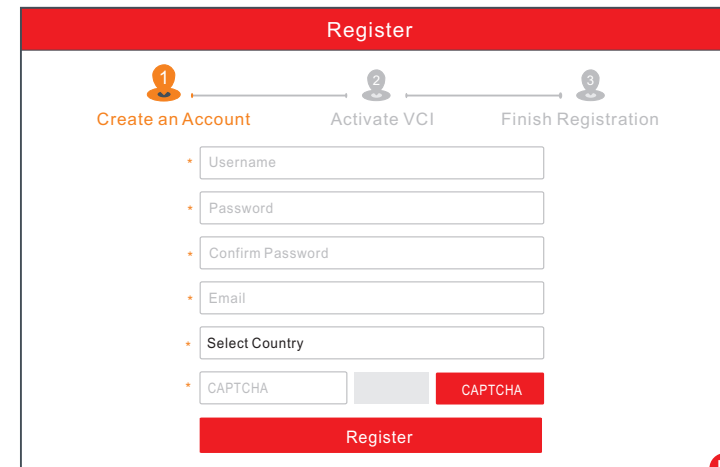 Register
1 2 3
Create an Account Activate VCI Finish Registration
* Username
* Password
* Confirm Password
* Email
* Select Country
* CAPTCHA CAPTCHA
Register